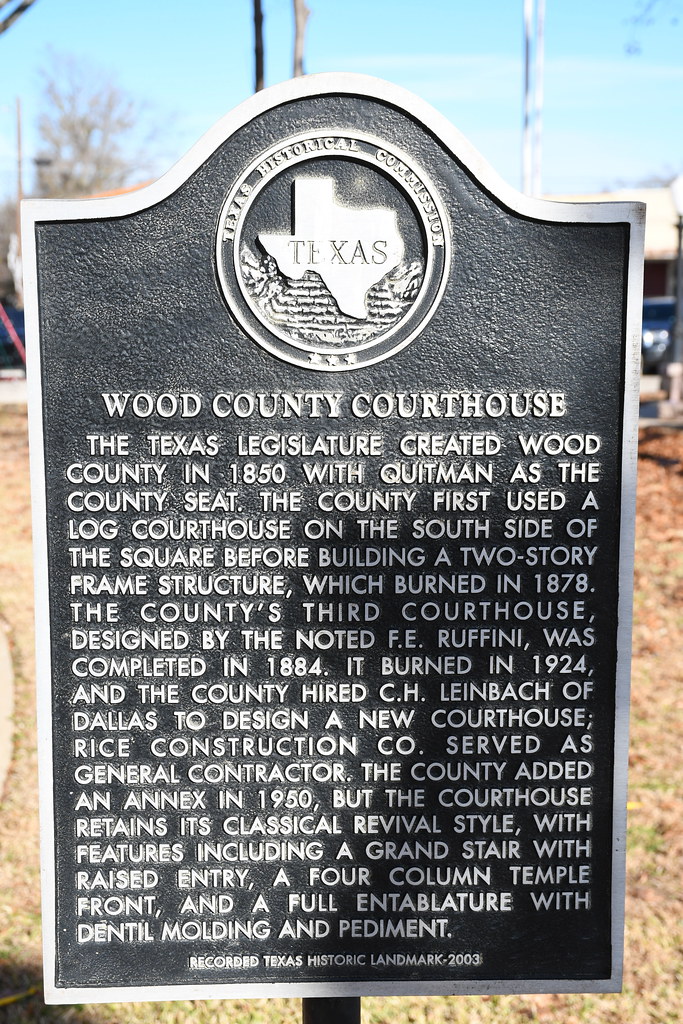 TEXAS HISTORICAL COMMISSION
TEXAS
WOOD COUNTY COURTHOUSE
THE TEXAS LEGISLATURE CREATED WOOD
COUNTY IN 1850 WITH QUITMAN AS THE
COUNTY SEAT. THE COUNTY FIRST USED A
LOG COURTHOUSE ON THE SOUTH SIDE OF
THE SQUARE BEFORE BUILDING A TWO-STORY
FRAME STRUCTURE, WHICH BURNED IN 1878.
THE COUNTY'S THIRD COURTHOUSE,
DESIGNED BY THE NOTED F.E. RUFFINI, WAS
COMPLETED IN 1884. IT BURNED IN 1924,
AND THE COUNTY HIRED C.H. LEINBACH OF
DALLAS TO DESIGN A NEW COURTHOUSE;
RICE CONSTRUCTION CO. SERVED AS
GENERAL CONTRACTOR. THE COUNTY ADDED
AN ANNEX IN 1950, BUT THE COURTHOUSE
RETAINS ITS CLASSICAL REVIVAL STYLE, WITH
FEATURES INCLUDING A GRAND STAIR WITH
RAISED ENTRY, A FOUR COLUMN TEMPLE
FRONT, AND A FULL ENTABLATURE WITH
DENTIL MOLDING AND PEDIMENT.
RECORDED TEXAS HISTORIC LANDMARK-2003